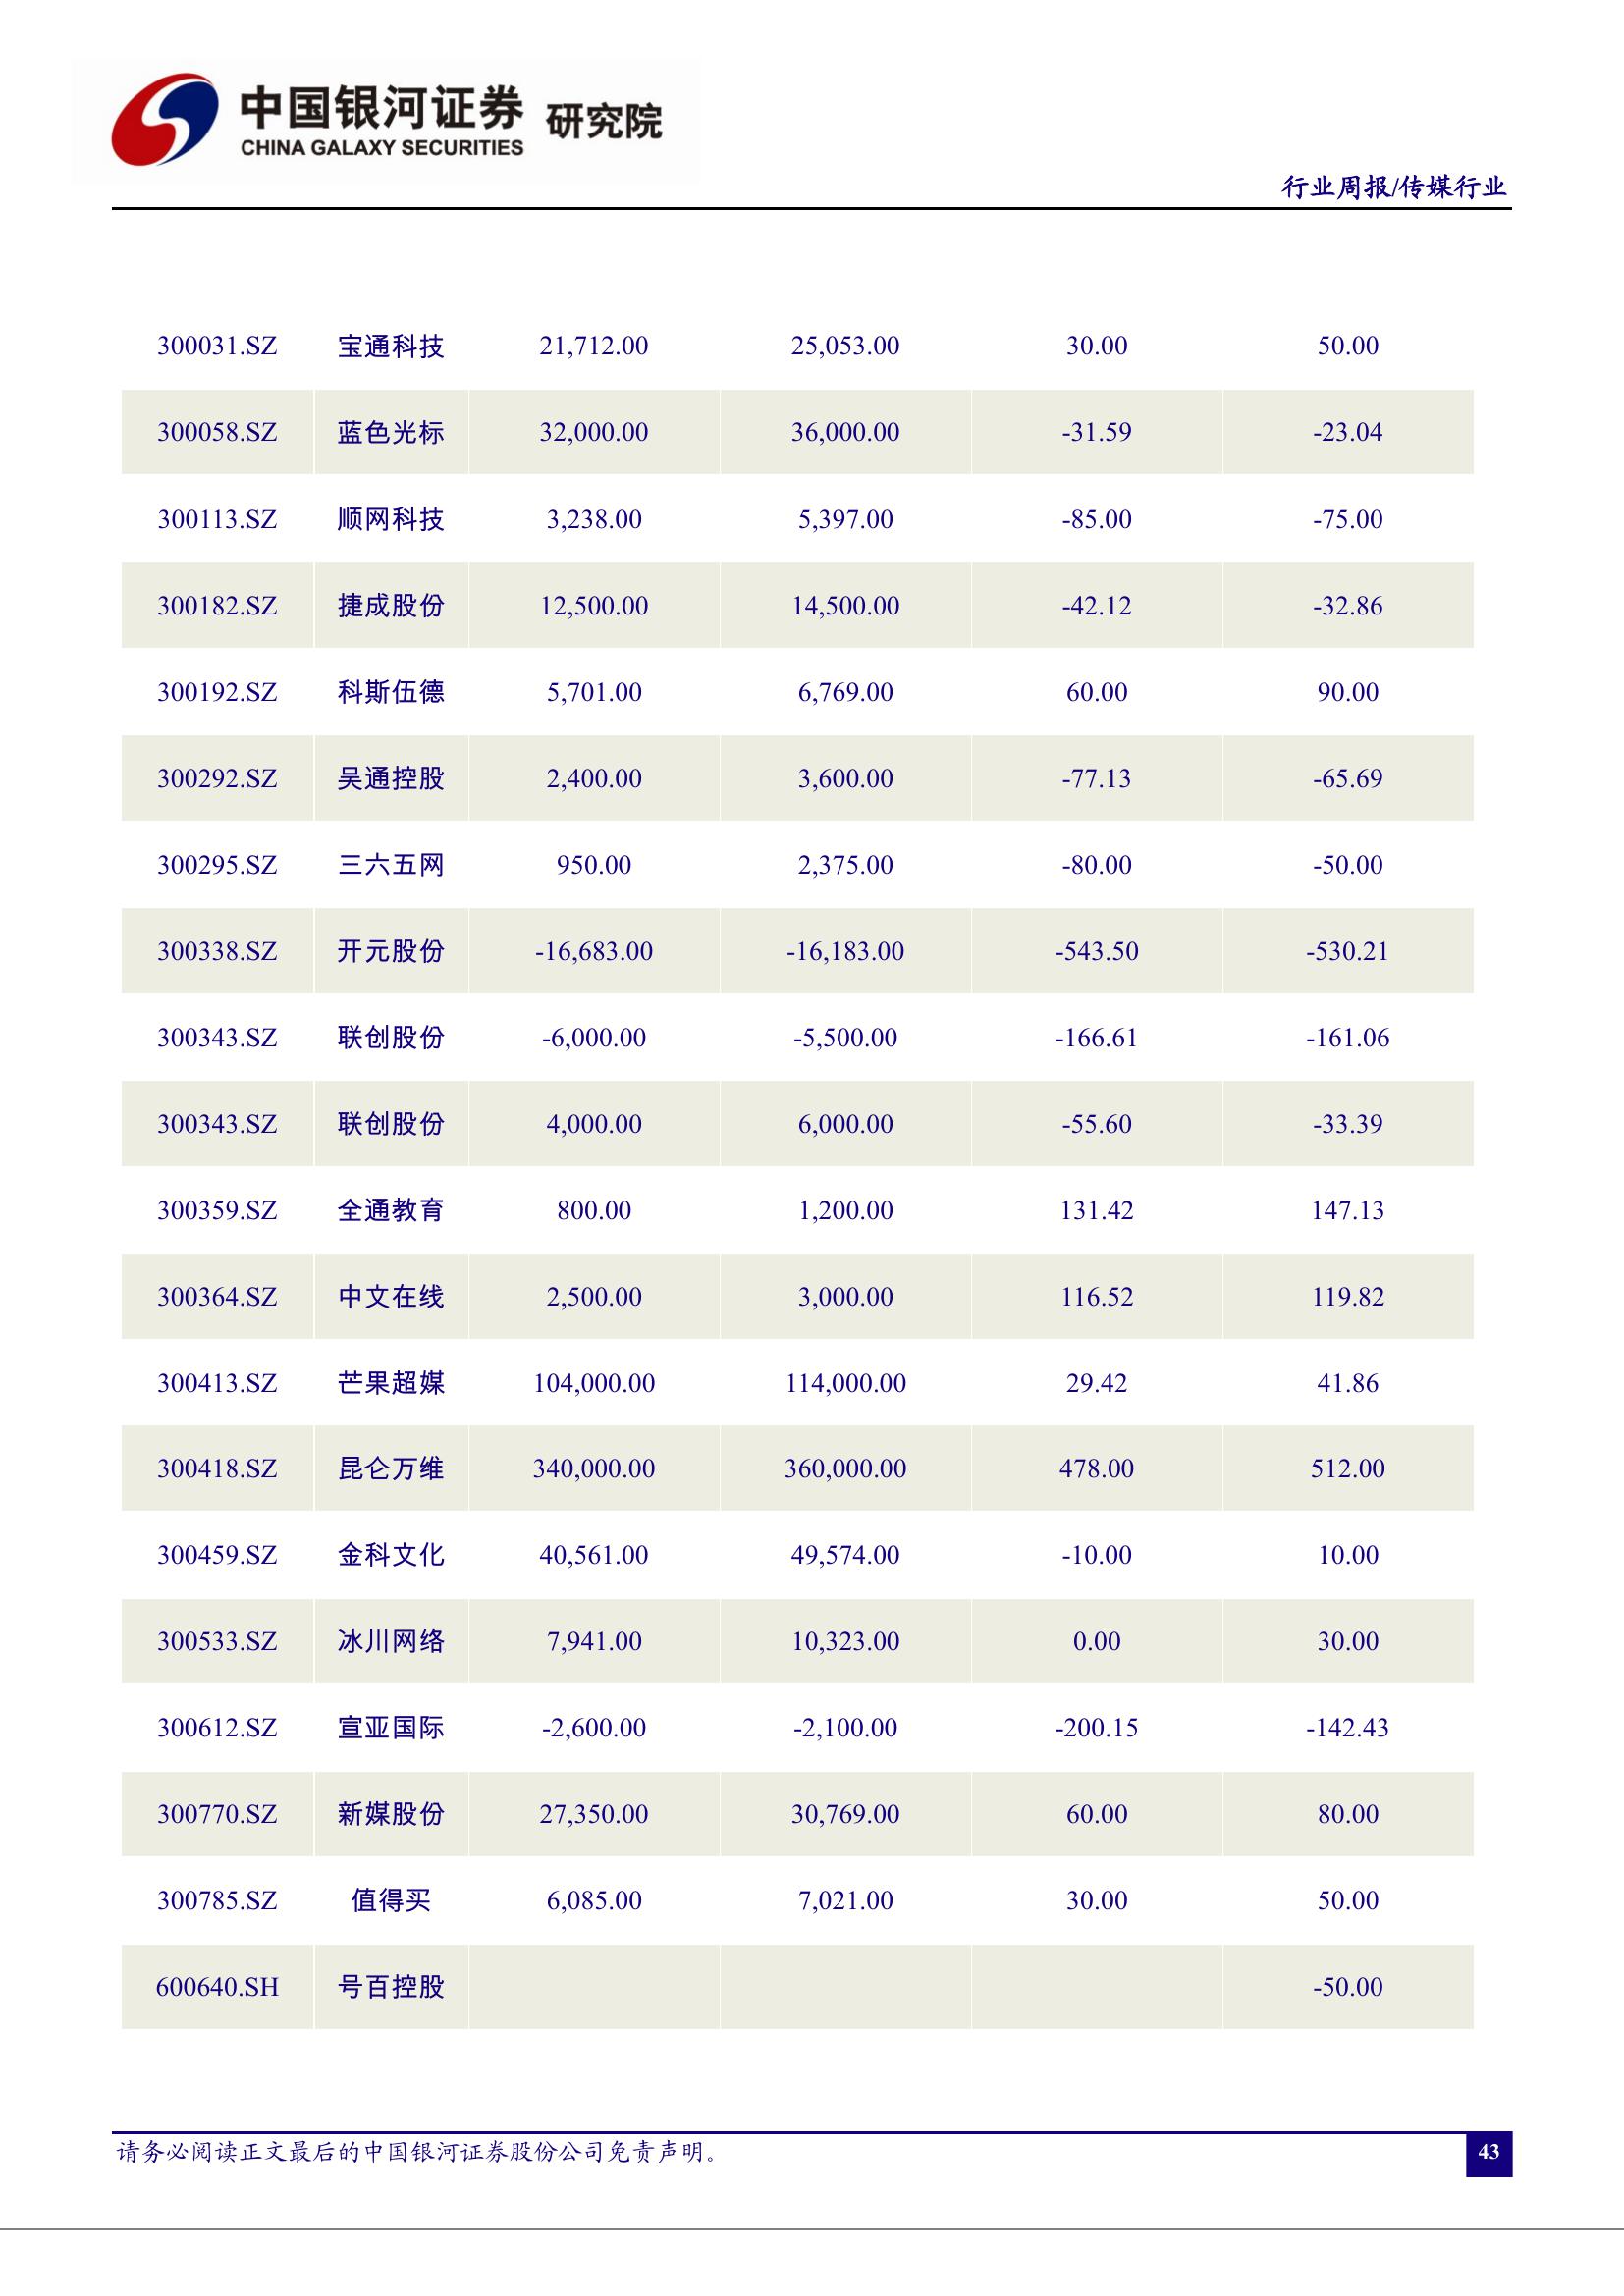 中国银河证券 研究院
CHINA GALAXY SECURITIES
行业周报/传媒行业
300031.SZ 宝通科技 21,712.00 25,053.00 30.00 50.00
300058.SZ 蓝色光标 32,000.00 36,000.00 -31.59 -23.04
300113.SZ 顺网科技 3,238.00 5,397.00 -85.00 -75.00
300182.SZ 捷成股份 12,500.00 14,500.00 -42.12 -32.86
300192.SZ 科斯伍德 5,701.00 6,769.00 60.00 90.00
300292.SZ 吴通控股 2,400.00 3,600.00 -77.13 -65.69
300295.SZ 三六五网 950.00 2,375.00 -80.00 -50.00
300338.SZ 开元股份 -16,683.00 -16,183.00 -543.50 -530.21
300343.SZ 联创股份 -6,000.00 -5,500.00 -166.61 -161.06
300343.SZ 联创股份 4,000.00 6,000.00 -55.60 -33.39
300359.SZ 全通教育 800.00 1,200.00 131.42 147.13
300364.SZ 中文在线 2,500.00 3,000.00 116.52 119.82
300413.SZ 芒果超媒 104,000.00 114,000.00 29.42 41.86
300418.SZ 昆仑万维 340,000.00 360,000.00 478.00 512.00
300459.SZ 金科文化 40,561.00 49,574.00 -10.00 10.00
300533.SZ 冰川网络 7,941.00 10,323.00 0.00 30.00
300612.SZ 宣亚国际 -2,600.00 -2,100.00 -200.15 -142.43
300770.SZ 新媒股份 27,350.00 30,769.00 60.00 80.00
300785.SZ 值得买 6,085.00 7,021.00 30.00 50.00
600640.SH 号百控股 -50.00
请务必阅读正文最后的中国银河证券股份公司免责声明。
43